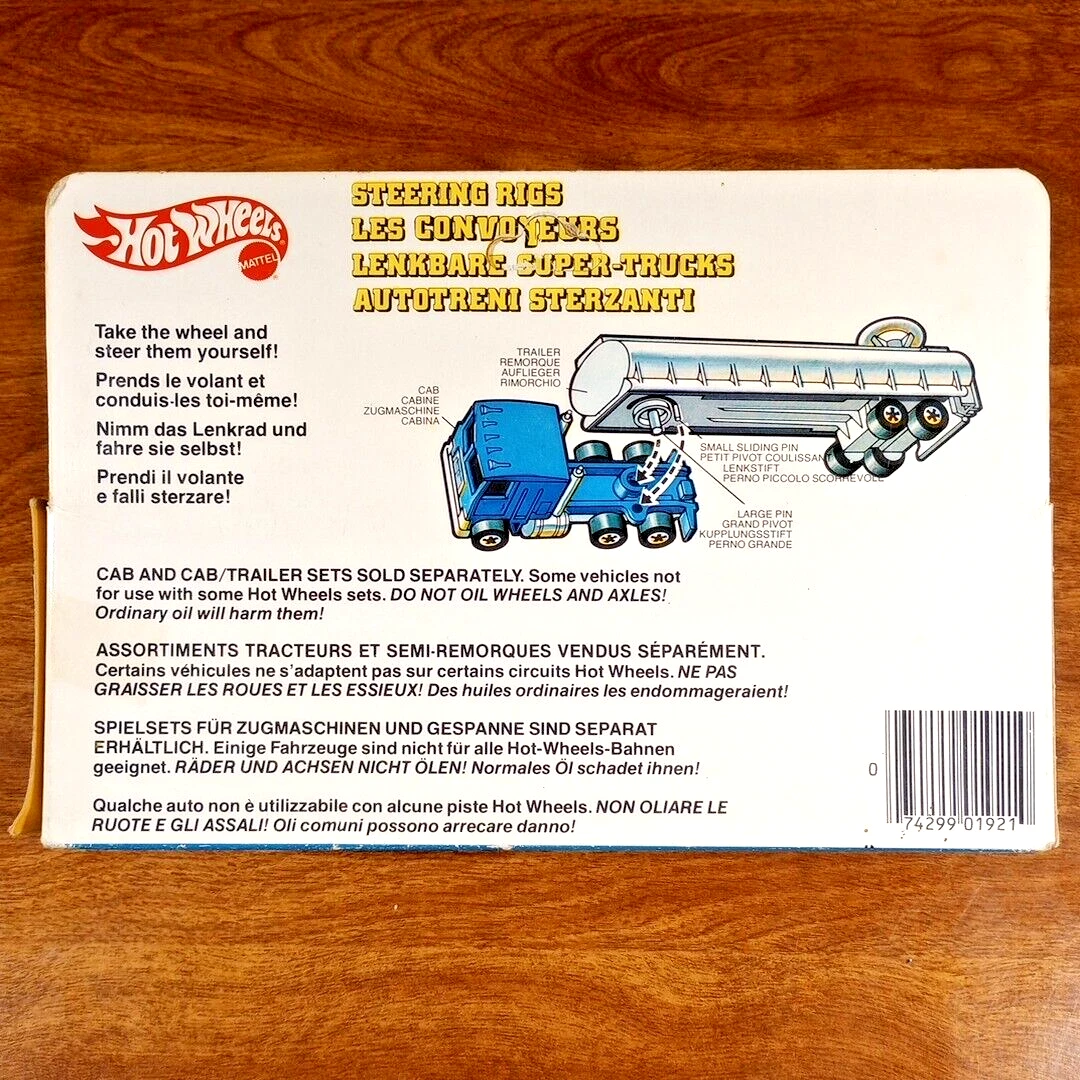 Hot Wheels®
MATTEL®
STEERING RIGS
LES CONVOYEURS
LENKBARE SUPER-TRUCKS
AUTOTRENI STERZANTI
Take the wheel and
steer them yourself!
Prends le volant et
conduis-les toi-même!
Nimm das Lenkrad und
fahre sie selbst!
Prendi il volante
e falli sterzare!
TRAILER
REMORQUE
AUFLIEGER
RIMORCHIO
CAB
CABINE
ZUGMASCHINE
CABINA
SMALL SLIDING PIN
PETIT PIVOT COULISSAN
LENKSTIFT
PERNO PICCOLO SCORREVOLE
LARGE PIN
GRAND PIVOT
KUPPLUNGSSTIFT
PERNO GRANDE
CAB AND CAB/TRAILER SETS SOLD SEPARATELY. Some vehicles not
for use with some Hot Wheels sets. DO NOT OIL WHEELS AND AXLES!
Ordinary oil will harm them!
ASSORTIMENTS TRACTEURS ET SEMI-REMORQUES VENDUS SÉPARÉMENT.
Certains véhicules ne s'adaptent pas sur certains circuits Hot Wheels. NE PAS
GRAISSER LES ROUES ET LES ESSIEUX! Des huiles ordinaires les endommageraient!
SPIELSETS FÜR ZUGMASCHINEN UND GESPANNE SIND SEPARAT
ERHÄLTLICH. Einige Fahrzeuge sind nicht für alle Hot-Wheels-Bahnen
geeignet. RÄDER UND ACHSEN NICHT ÖLEN! Normales Öl schadet ihnen!
Qualche auto non è utilizzabile con alcune piste Hot Wheels. NON OLIARE LE
RUOTE E GLI ASSALI! Oli comuni possono arrecare danno!
0 74299 01921